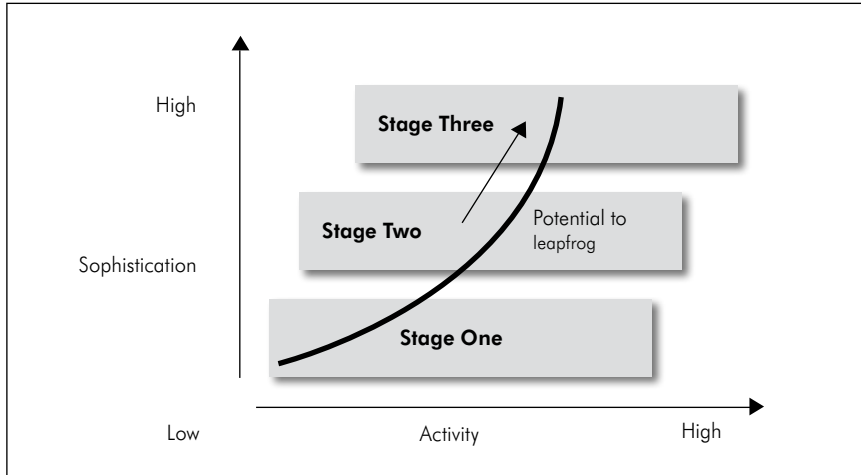 High
Stage Three
Stage Two
Potential to
leapfrog
Sophistication
Stage One
Low
Activity
High